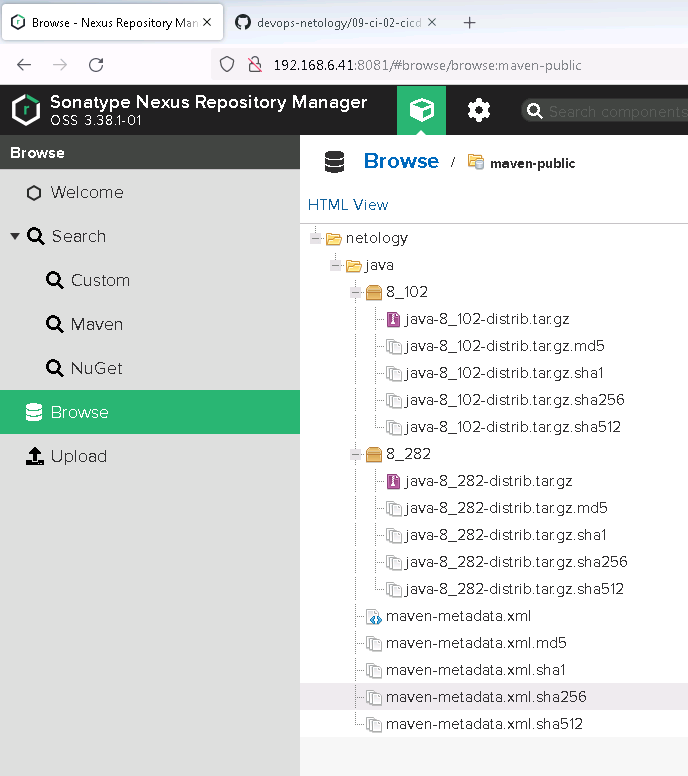 Browse - Nexus Repository Man
devops-netology/09-ci-02-cicd
192.168.6.41:8081/#browse/browse:maven-public
Sonatype Nexus Repository Manager
OSS 3.38.1-01
Search components
Browse
Browse / maven-public
Welcome
HTML View
Search
Custom
Maven
NuGet
Browse
Upload
netology
java
8_102
java-8_102-distrib.tar.gz
java-8_102-distrib.tar.gz.md5
java-8_102-distrib.tar.gz.sha1
java-8_102-distrib.tar.gz.sha256
java-8_102-distrib.tar.gz.sha512
8_282
java-8_282-distrib.tar.gz
java-8_282-distrib.tar.gz.md5
java-8_282-distrib.tar.gz.sha1
java-8_282-distrib.tar.gz.sha256
java-8_282-distrib.tar.gz.sha512
maven-metadata.xml
maven-metadata.xml.md5
maven-metadata.xml.sha1
maven-metadata.xml.sha256
maven-metadata.xml.sha512